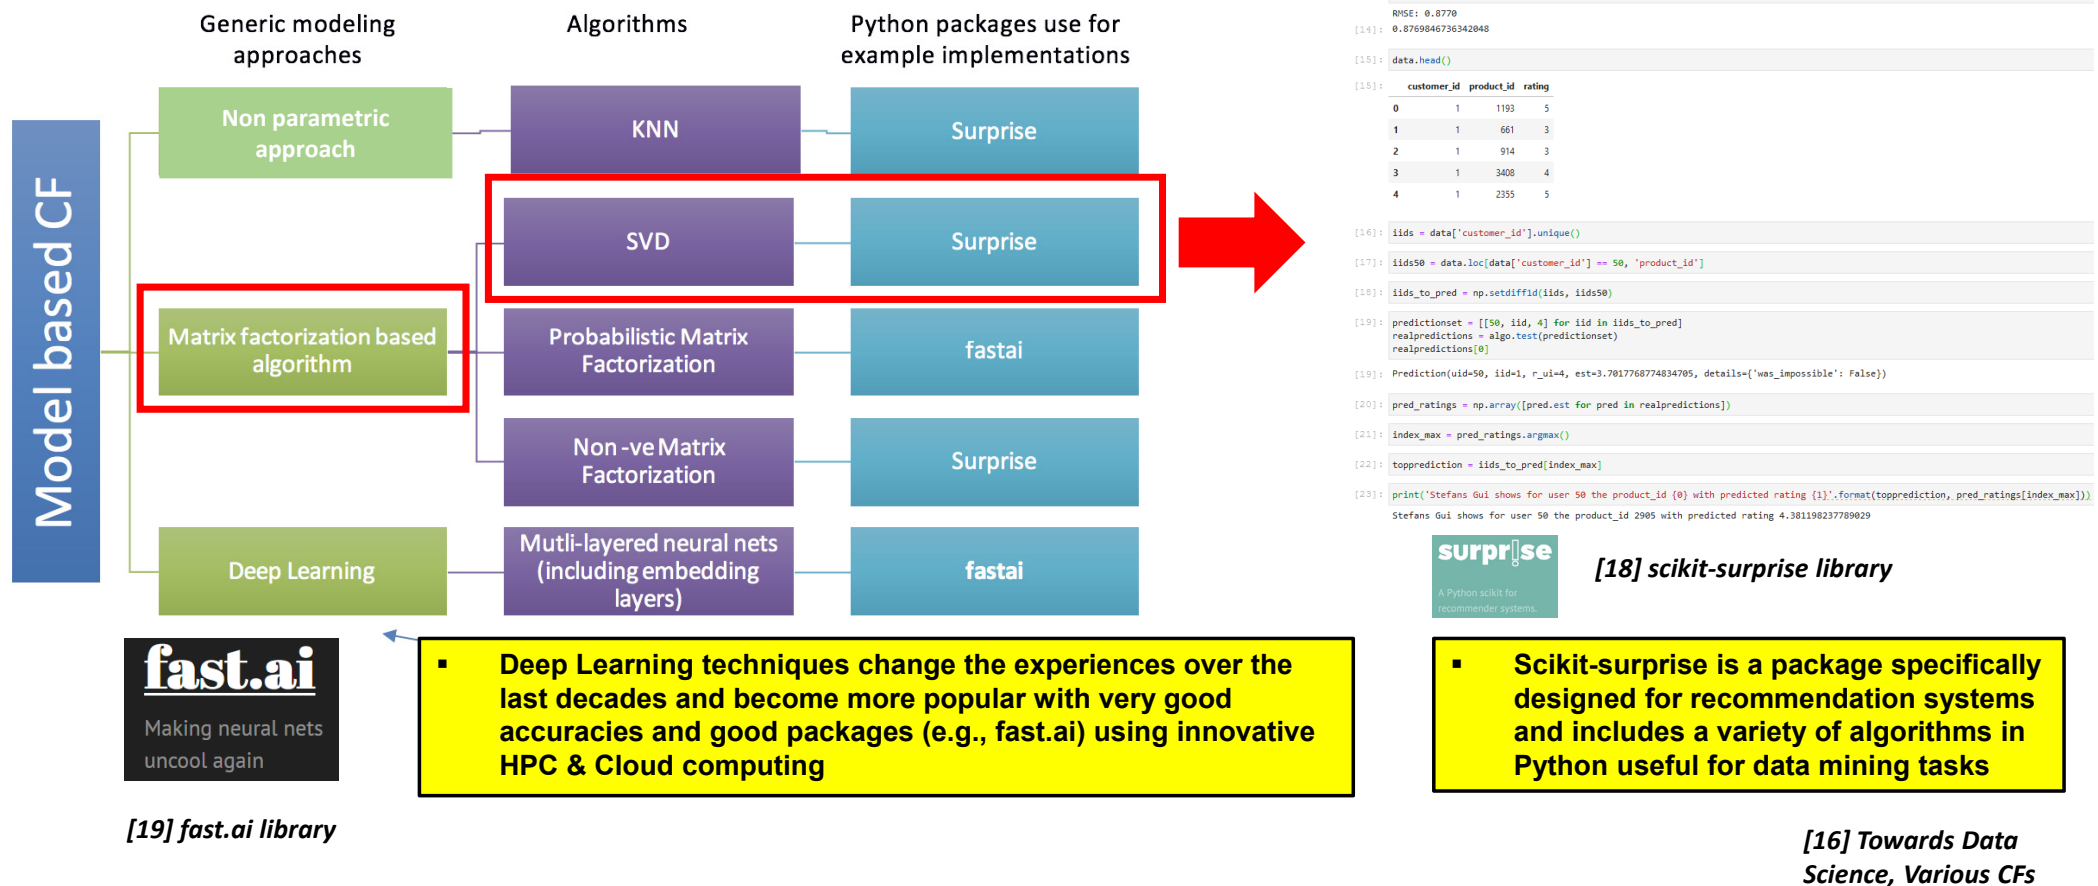 Generic modeling
approaches
Algorithms
Python packages use for
example implementations
Model based CF
Non parametric
approach
KNN
Surprise
SVD
Surprise
Matrix factorization based
algorithm
Probabilistic Matrix
Factorization
fastai
Non -ve Matrix
Factorization
Surprise
Deep Learning
Mutli-layered neural nets
(including embedding
layers)
fastai
fast.ai
Making neural nets
uncool again
[19] fast.ai library
▪ Deep Learning techniques change the experiences over the
last decades and become more popular with very good
accuracies and good packages (e.g., fast.ai) using innovative
HPC & Cloud computing
RMSE: 0.8770
[14]: 0.8769846736342048
[15]: data.head()
[15]: customer_id product_id rating
0 1 1193 5
1 1 661 3
2 1 914 3
3 1 3408 4
4 1 2355 5
[16]: iids = data['customer_id'].unique()
[17]: iids50 = data.loc[data['customer_id'] == 50, 'product_id']
[18]: iids_to_pred = np.setdiff1d(iids, iids50)
[19]: predictionset = [[50, iid, 4] for iid in iids_to_pred]
realpredictions = algo.test(predictionset)
realpredictions[0]
[19]: Prediction(uid=50, iid=1, r_ui=4, est=3.7017768774834705, details={'was_impossible': False})
[20]: pred_ratings = np.array([pred.est for pred in realpredictions])
[21]: index_max = pred_ratings.argmax()
[22]: topprediction = iids_to_pred[index_max]
[23]: print('Stefans Gui shows for user 50 the product_id {0} with predicted rating {1}'.format(topprediction, pred_ratings[index_max]))
Stefans Gui shows for user 50 the product_id 2905 with predicted rating 4.381198237789029
surprise
A Python scikit for
recommender systems.
[18] scikit-surprise library
▪ Scikit-surprise is a package specifically
designed for recommendation systems
and includes a variety of algorithms in
Python useful for data mining tasks
[16] Towards Data
Science, Various CFs